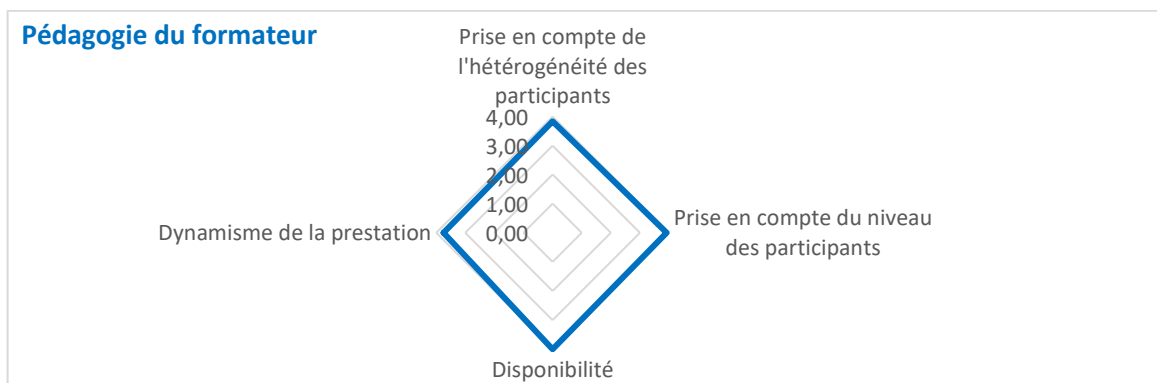 Pédagogie du formateur
Prise en compte de
l'hétérogénéité des
participants
4,00
3,00
2,00
1,00
0,00
Dynamisme de la prestation
Prise en compte du niveau
des participants
Disponibilité